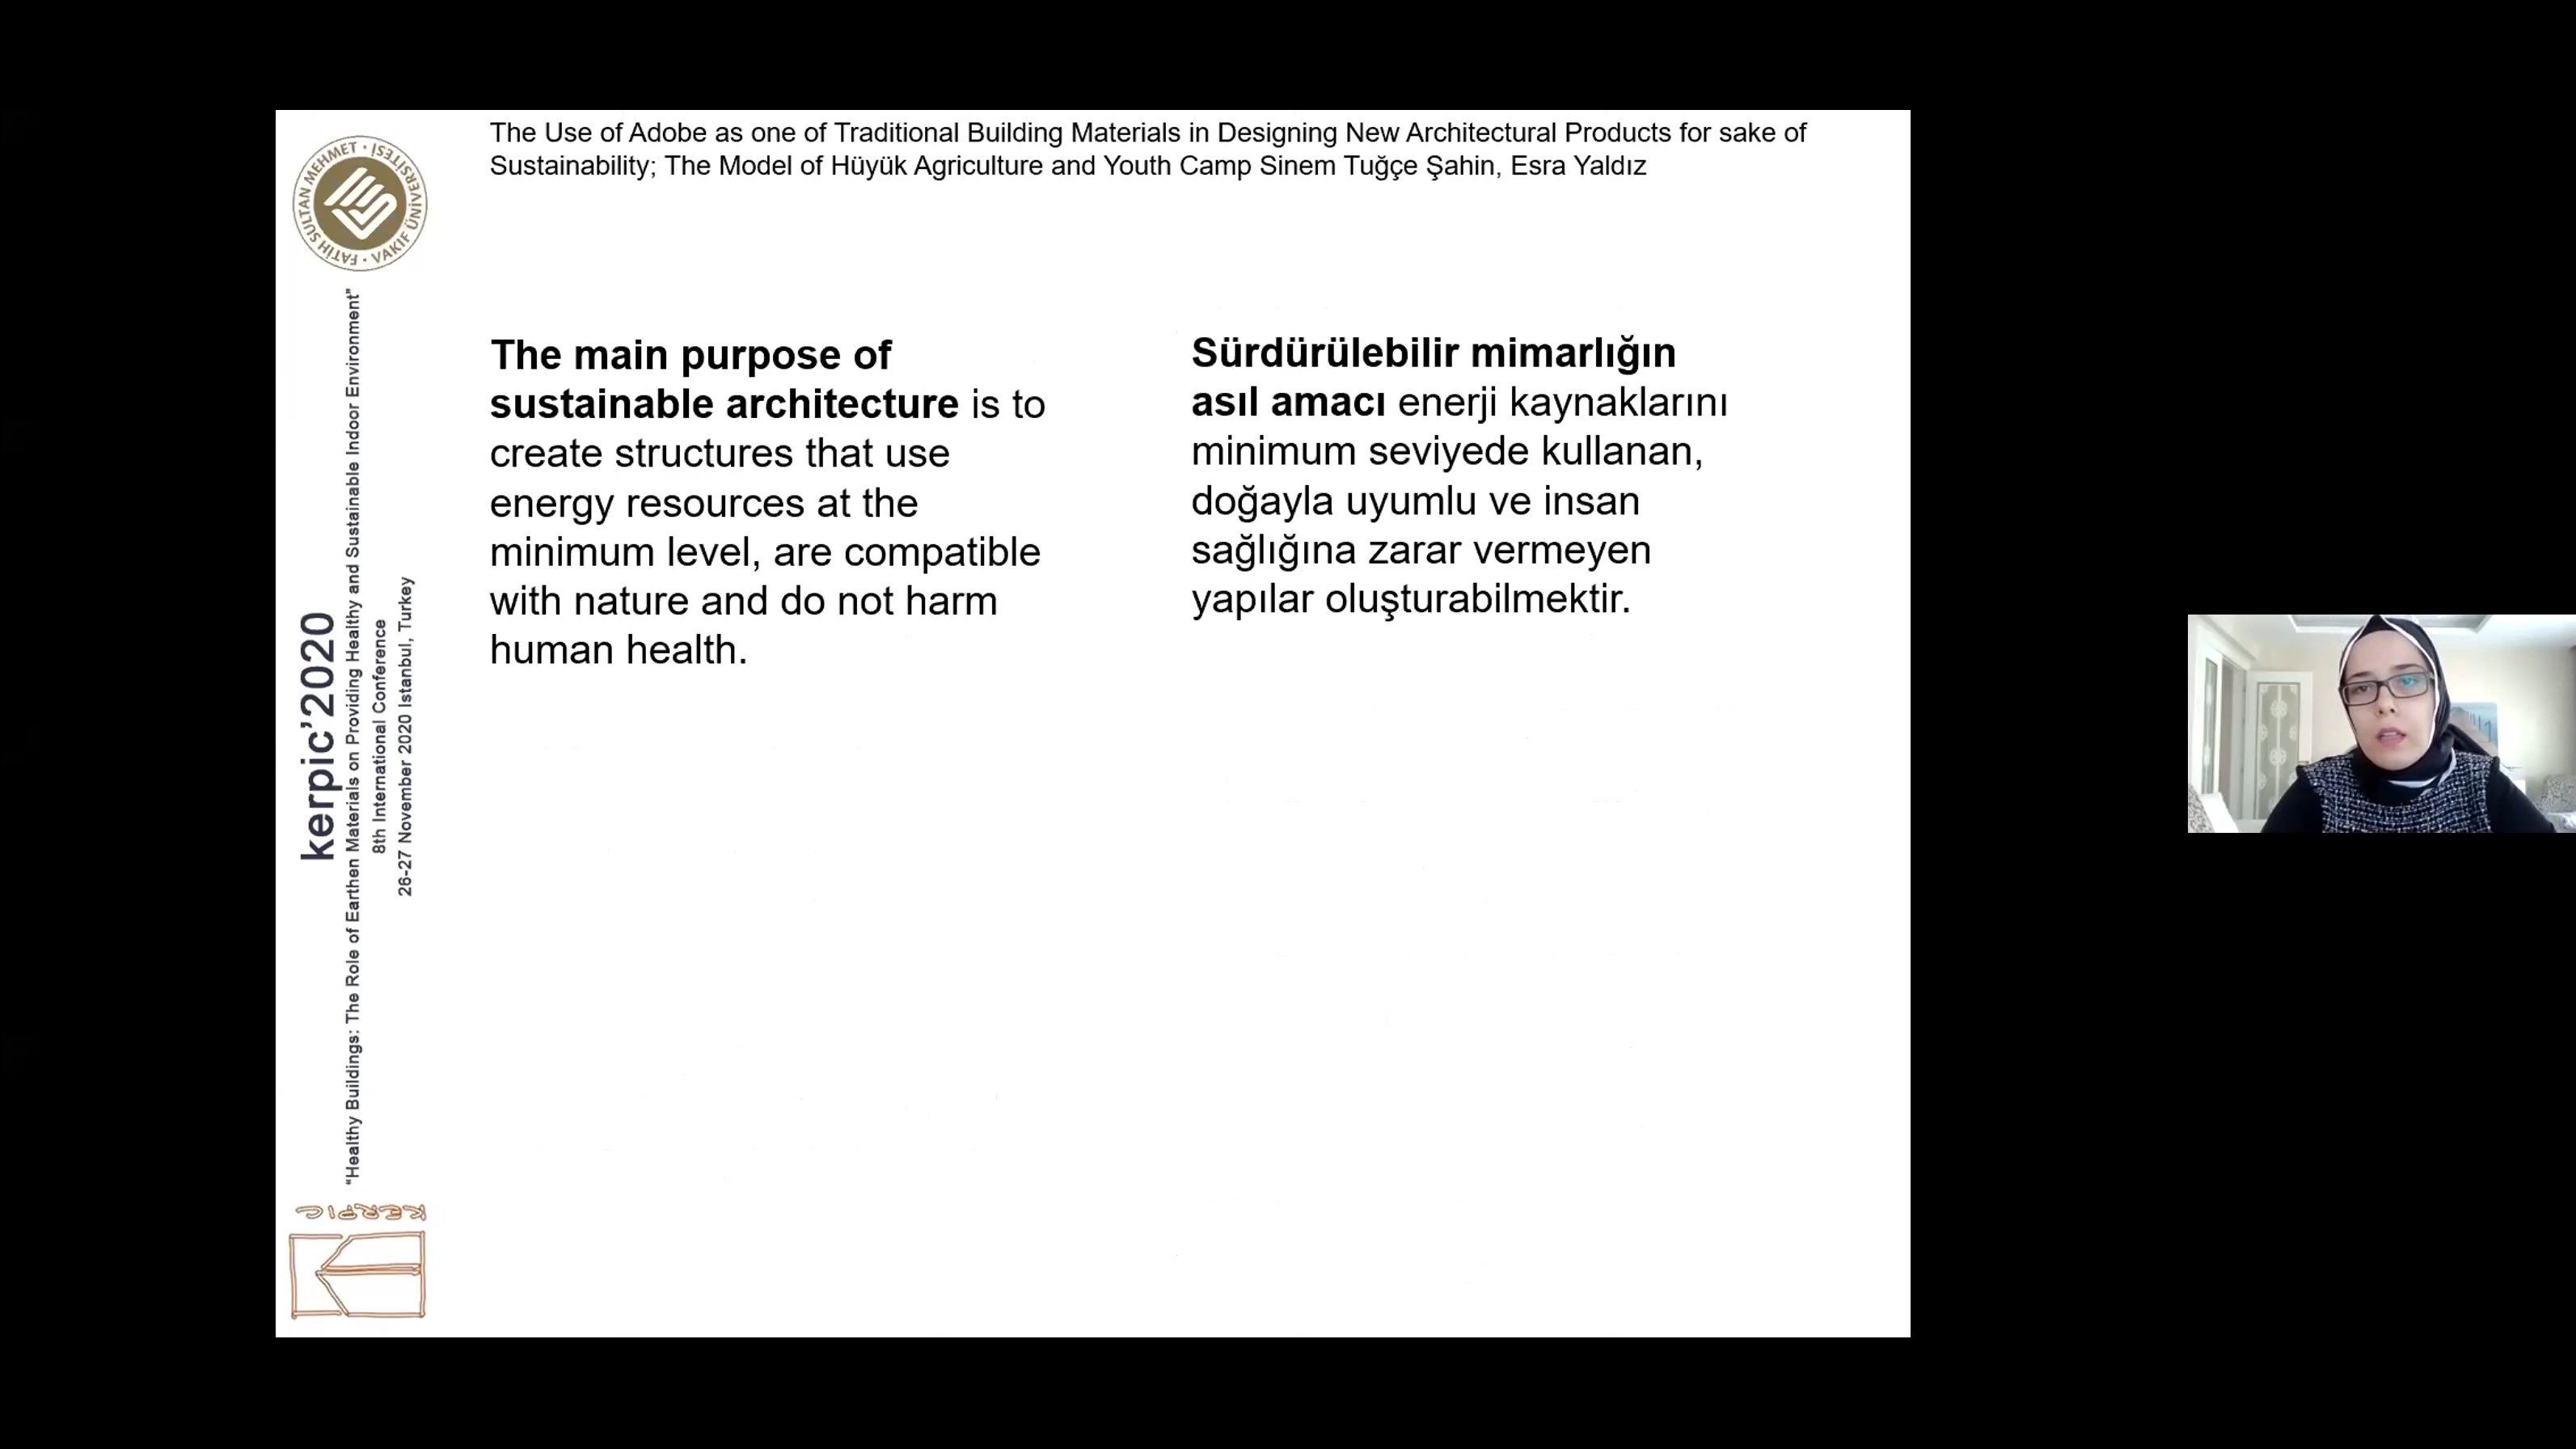 The Use of Adobe as one of Traditional Building Materials in Designing New Architectural Products for sake of
Sustainability; The Model of Hüyük Agriculture and Youth Camp Sinem Tuğçe Şahin, Esra Yaldız
FATİH SULTAN MEHMET · VAKIF ÜNİVERSİTESİ ·
kerpic’2020
“Healthy Buildings: The Role of Earthen Materials on Providing Healthy and Sustainable Indoor Environment”
8th International Conference
26-27 November 2020 Istanbul, Turkey
KERPIC
The main purpose of
sustainable architecture is to
create structures that use
energy resources at the
minimum level, are compatible
with nature and do not harm
human health.
Sürdürülebilir mimarlığın
asıl amacı enerji kaynaklarını
minimum seviyede kullanan,
doğayla uyumlu ve insan
sağlığına zarar vermeyen
yapılar oluşturabilmektir.